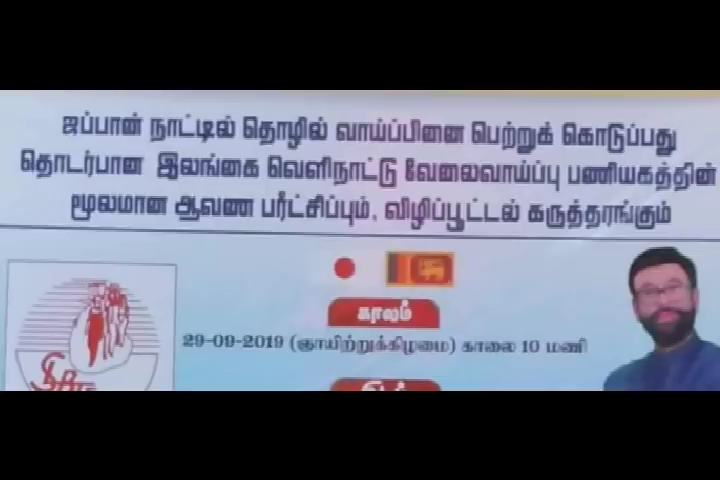 ஜப்பான் நாட்டில் தொழில் வாய்ப்பினை பெற்றுக் கொடுப்பது
தொடர்பான இலங்கை வெளிநாட்டு வேலைவாய்ப்பு பணியகத்தின்
மூலமான ஆவண பரீட்சிப்பும், விழிப்பூட்டல் கருத்தரங்கும்
காலம்
29-09-2019 (ஞாயிற்றுக்கிழமை) காலை 10 மணி